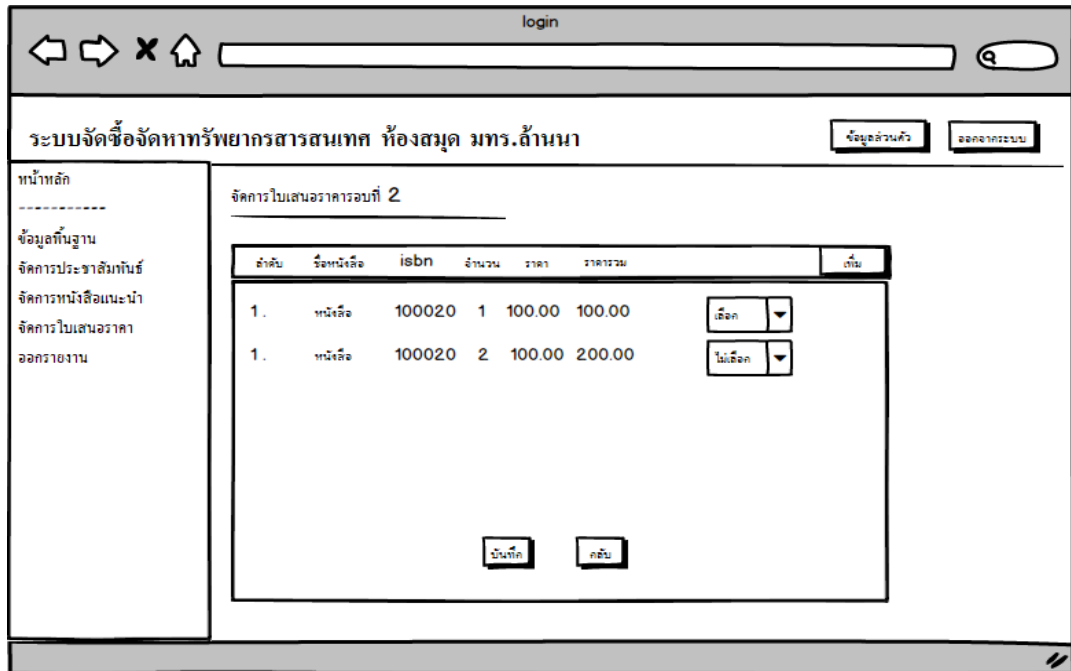 login
ระบบจัดซื้อจัดหาทรัพยากรสารสนเทศ ห้องสมุด มทร.ล้านนา
ข้อมูลส่วนตัว
ออกจากระบบ
หน้าหลัก
-----------
ข้อมูลพื้นฐาน
จัดการประชาสัมพันธ์
จัดการหนังสือแนะนำ
จัดการใบเสนอราคา
ออกรายงาน
จัดการใบเสนอราคารอบที่ 2
ลำดับ ชื่อหนังสือ isbn จำนวน ราคา ราคารวม เพิ่ม
1. หนังสือ 100020 1 100.00 100.00 เลือก
1. หนังสือ 100020 2 100.00 200.00 ไม่เลือก
บันทึก กลับ